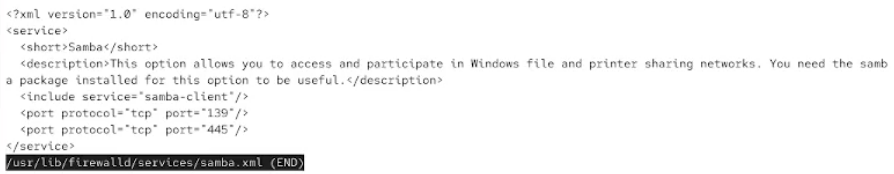 <?xml version="1.0" encoding="utf-8"?>
<service>
  <short>Samba</short>
  <description>This option allows you to access and participate in Windows file and printer sharing networks. You need the samb
a package installed for this option to be useful.</description>
  <include service="samba-client"/>
  <port protocol="tcp" port="139"/>
  <port protocol="tcp" port="445"/>
</service>
/usr/lib/firewalld/services/samba.xml (END)